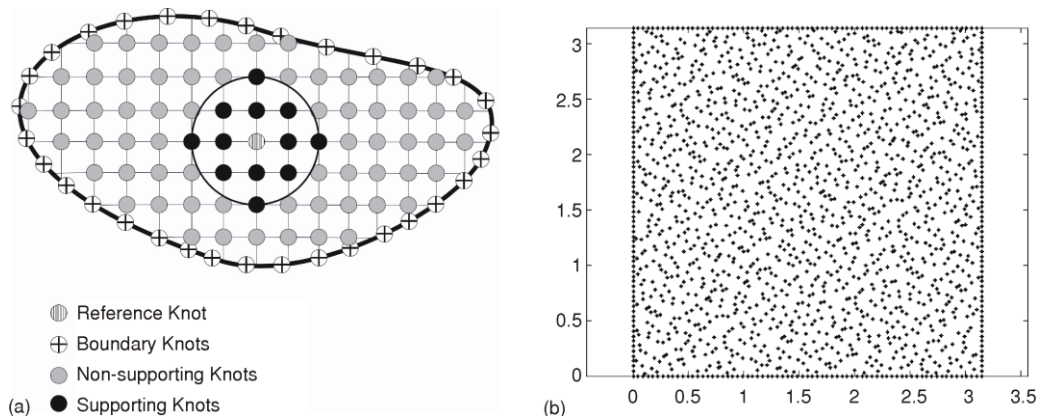 Reference Knot
Boundary Knots
Non-supporting Knots
Supporting Knots
(a)
3
2.5
2
1.5
1
0.5
0
0 0.5 1 1.5 2 2.5 3 3.5
(b)